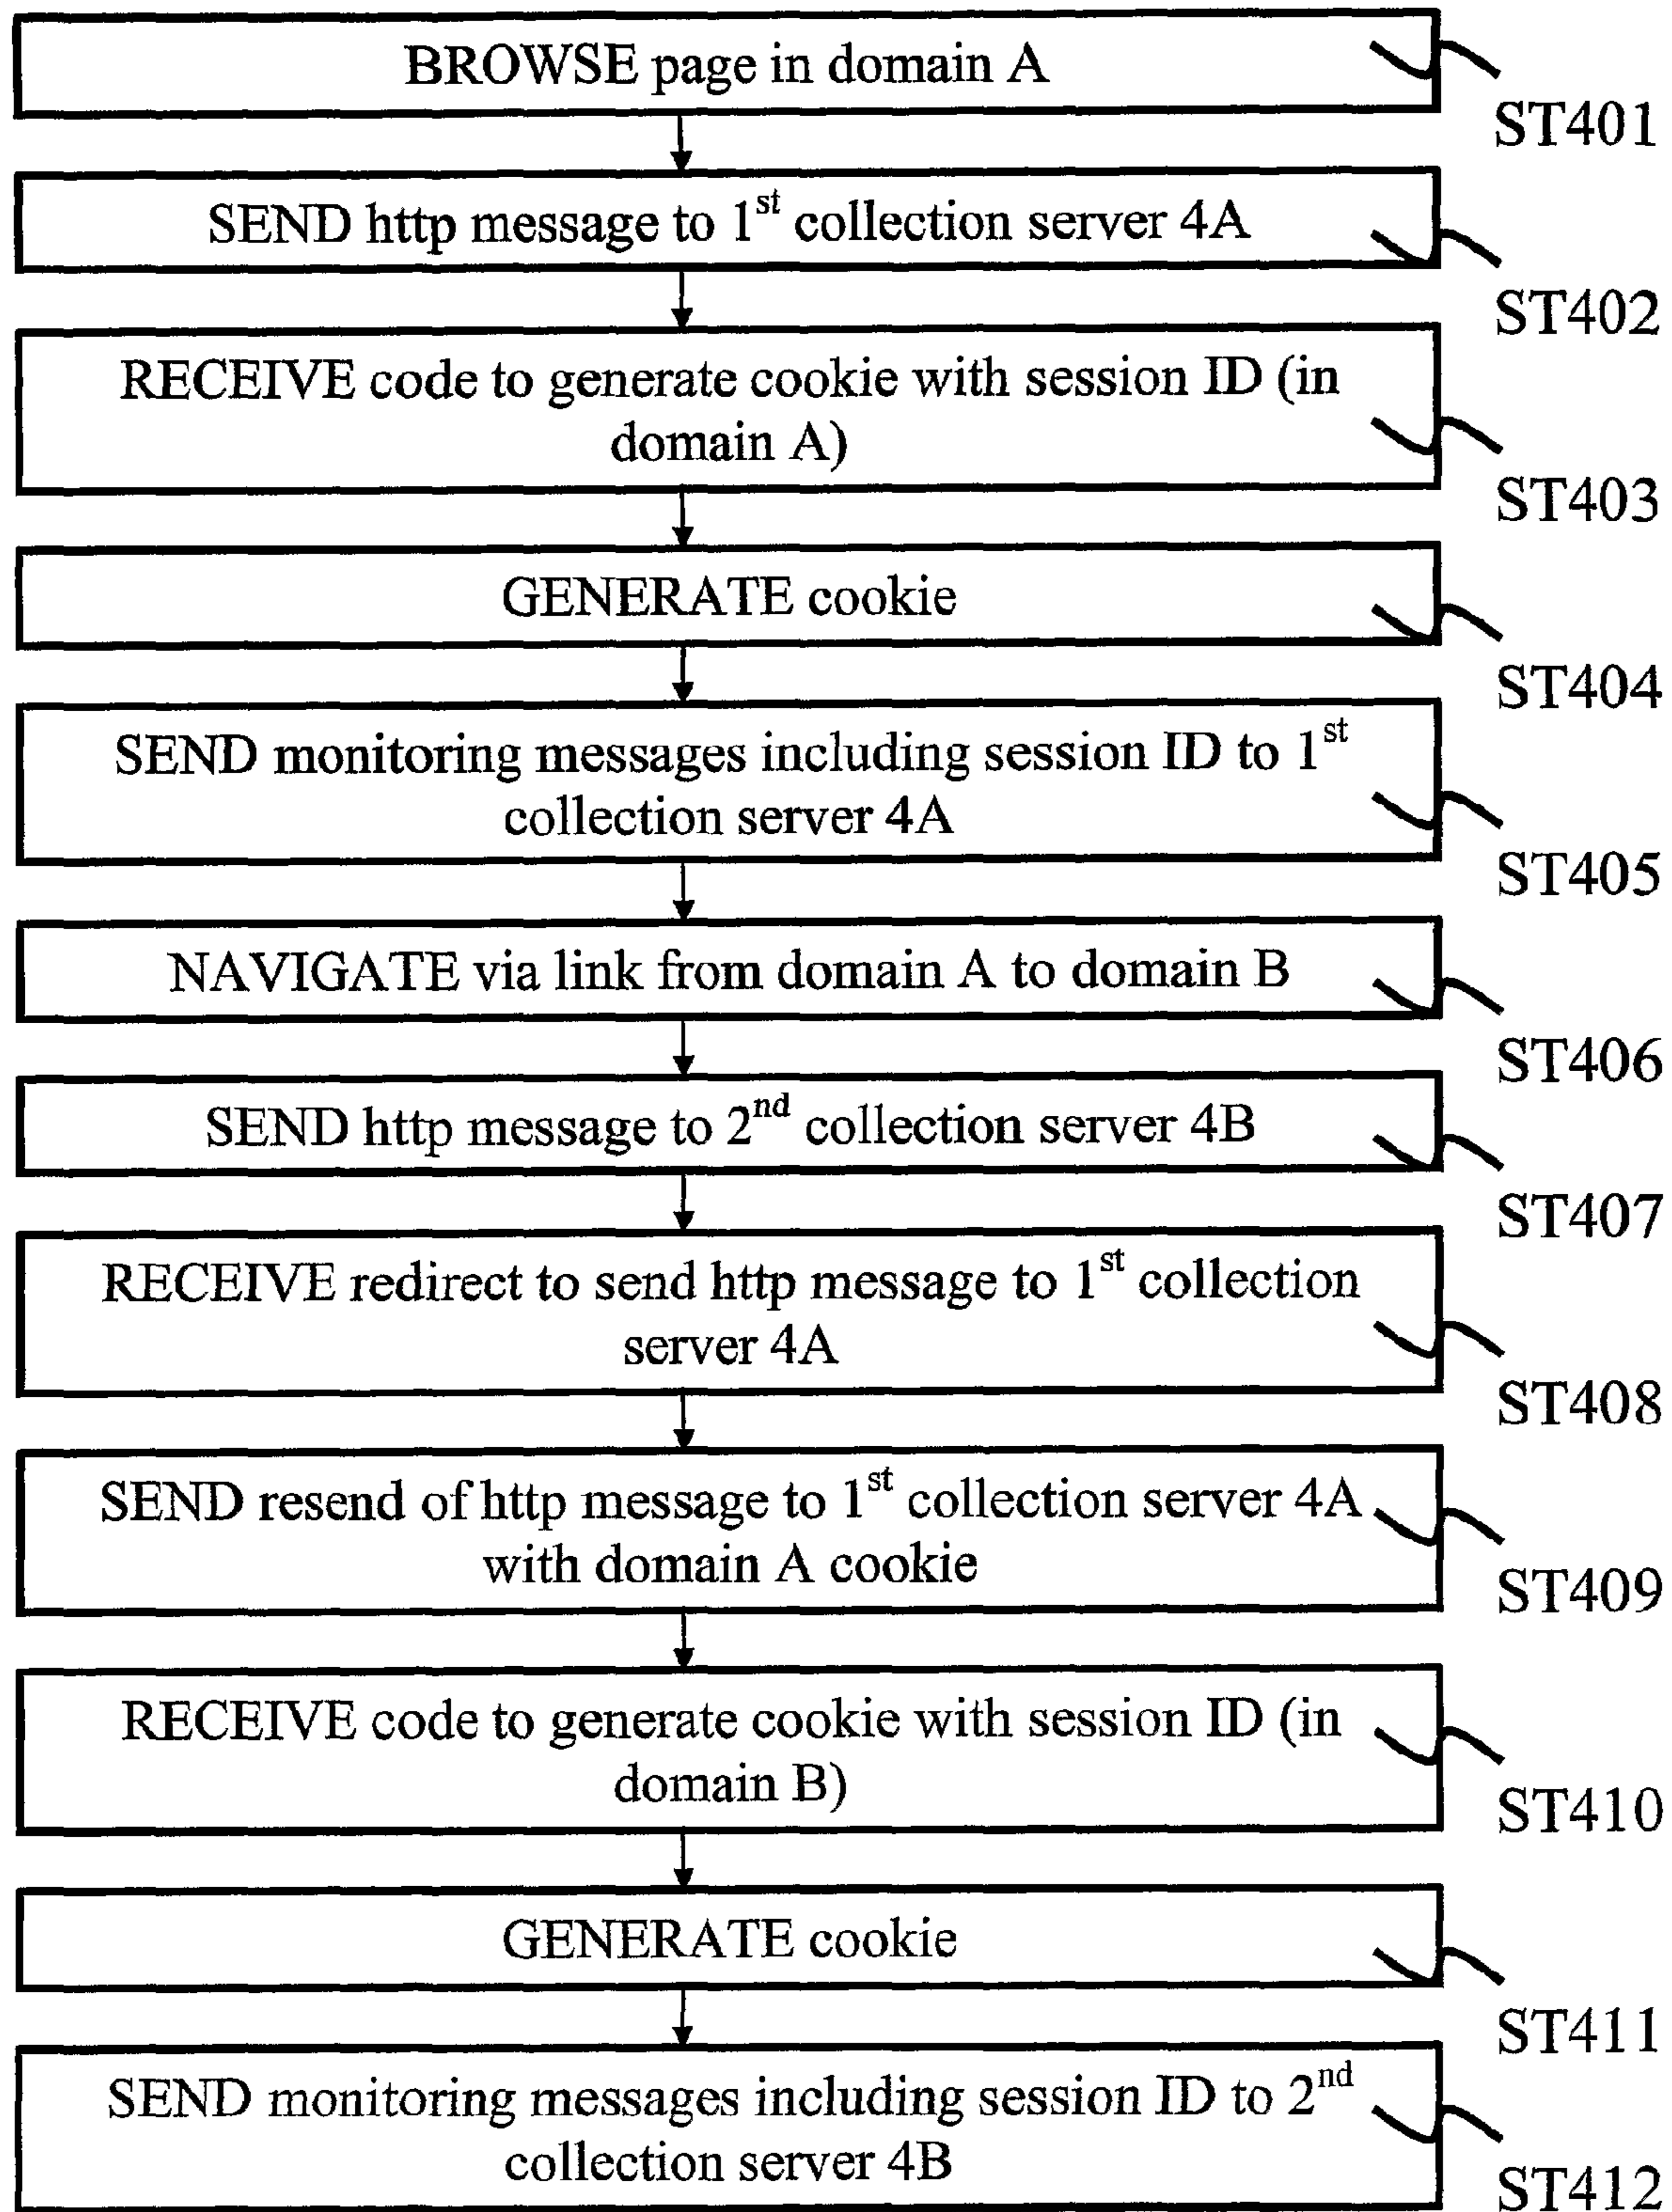 BROWSE page in domain A
ST401
SEND http message to 1st collection server 4A
ST402
RECEIVE code to generate cookie with session ID (in
domain A)
ST403
GENERATE cookie
ST404
SEND monitoring messages including session ID to 1st
collection server 4A
ST405
NAVIGATE via link from domain A to domain B
ST406
SEND http message to 2nd collection server 4B
ST407
RECEIVE redirect to send http message to 1st collection
server 4A
ST408
SEND resend of http message to 1st collection server 4A
with domain A cookie
ST409
RECEIVE code to generate cookie with session ID (in
domain B)
ST410
GENERATE cookie
ST411
SEND monitoring messages including session ID to 2nd
collection server 4B
ST412